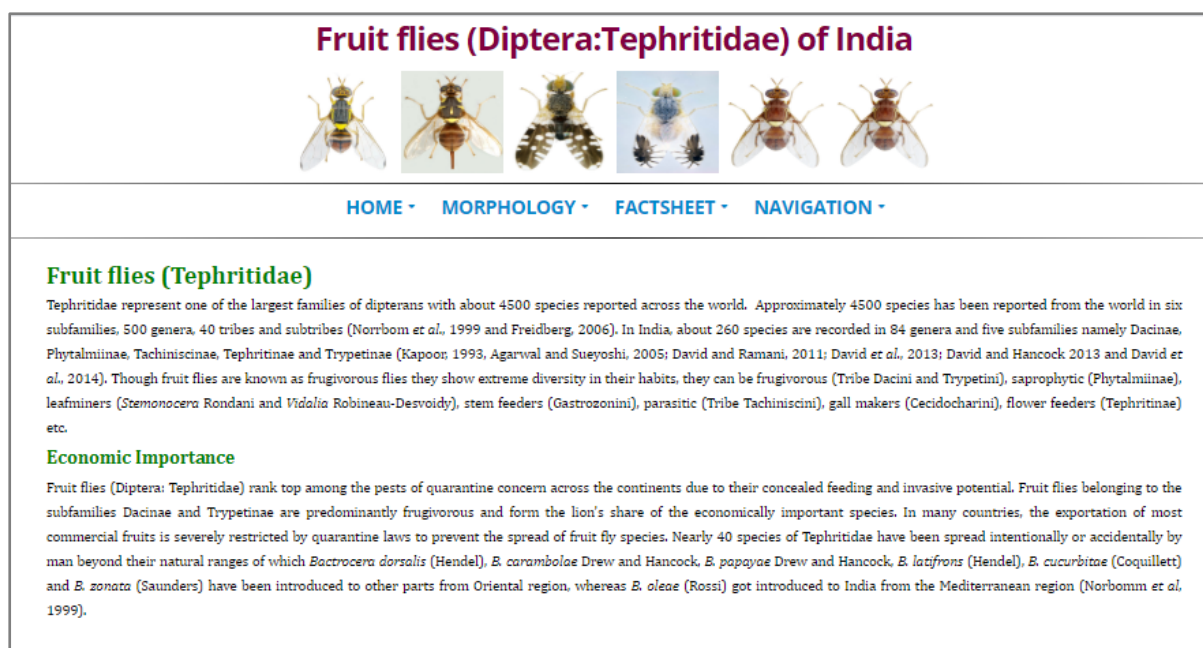 Fruit flies (Diptera:Tephritidae) of India
HOME MORPHOLOGY FACTSHEET NAVIGATION
Fruit flies (Tephritidae)
Tephritidae represent one of the largest families of dipterans with about 4500 species reported across the world. Approximately 4500 species has been reported from the world in six
subfamilies, 500 genera, 40 tribes and subtribes (Norrbom et al., 1999 and Freidberg, 2006). In India, about 260 species are recorded in 84 genera and five subfamilies namely Dacinae,
Phytalmiinae, Tachiniscinae, Tephritinae and Trypetinae (Kapoor, 1993, Agarwal and Sueyoshi, 2005; David and Ramani, 2011; David et al., 2013; David and Hancock 2013 and David et
al., 2014). Though fruit flies are known as frugivorous flies they show extreme diversity in their habits, they can be frugivorous (Tribe Dacini and Trypetini), saprophytic (Phytalmiinae),
leafminers (Stemonocera Rondani and Vidalia Robineau-Desvoidy), stem feeders (Gastrozonini), parasitic (Tribe Tachiniscini), gall makers (Cecidocharini), flower feeders (Tephritinae)
etc.
Economic Importance
Fruit flies (Diptera: Tephritidae) rank top among the pests of quarantine concern across the continents due to their concealed feeding and invasive potential. Fruit flies belonging to the
subfamilies Dacinae and Trypetinae are predominantly frugivorous and form the lion's share of the economically important species. In many countries, the exportation of most
commercial fruits is severely restricted by quarantine laws to prevent the spread of fruit fly species. Nearly 40 species of Tephritidae have been spread intentionally or accidentally by
man beyond their natural ranges of which Bactrocera dorsalis (Hendel), B. carambolae Drew and Hancock, B. papayae Drew and Hancock, B. latifrons (Hendel), B. cucurbitae (Coquillett)
and B. zonata (Saunders) have been introduced to other parts from Oriental region, whereas B. oleae (Rossi) got introduced to India from the Mediterranean region (Norbomm et al,
1999).